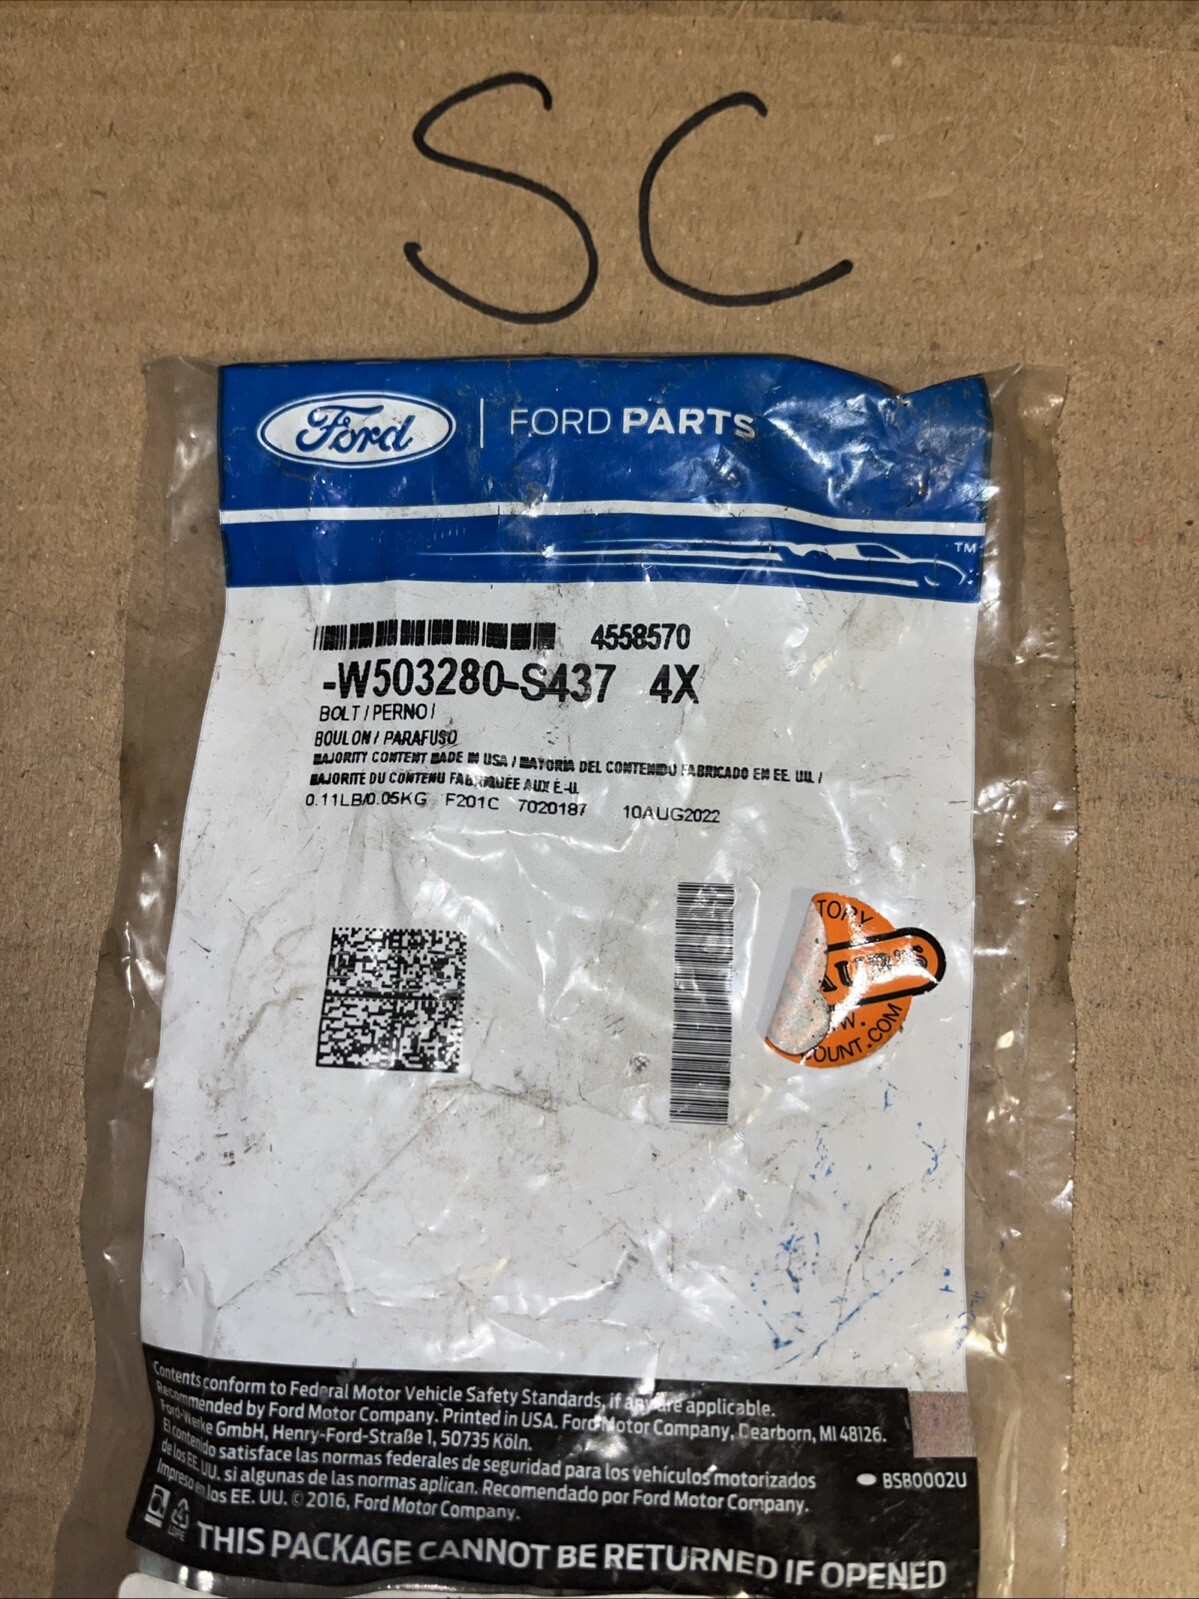 SC
Ford | FORD PARTS
TM
4558570
-W503280-S437 4X
BOLT / PERNO /
BOULON / PARAFUSO
MAJORITY CONTENT MADE IN USA / MAYORIA DEL CONTENIDO FABRICADO EN EE. UU. /
MAJORITÉ DU CONTENU FABRIQUÉE AUX É.-U.
0.11LB/0.05KG F201C 7020187 10AUG2022
TORY
W.
OUNT.COM
Contents conform to Federal Motor Vehicle Safety Standards, if any are applicable.
Recommended by Ford Motor Company. Printed in USA. Ford Motor Company, Dearborn, MI 48126.
Ford-Werke GmbH, Henry-Ford-Straße 1, 50735 Köln.
El contenido satisface las normas federales de seguridad para los vehículos motorizados
de los EE. UU. si algunas de las normas aplican. Recomendado por Ford Motor Company.
Impreso en los EE. UU. © 2016, Ford Motor Company.
BSB0002U
LDPE
THIS PACKAGE CANNOT BE RETURNED IF OPENED